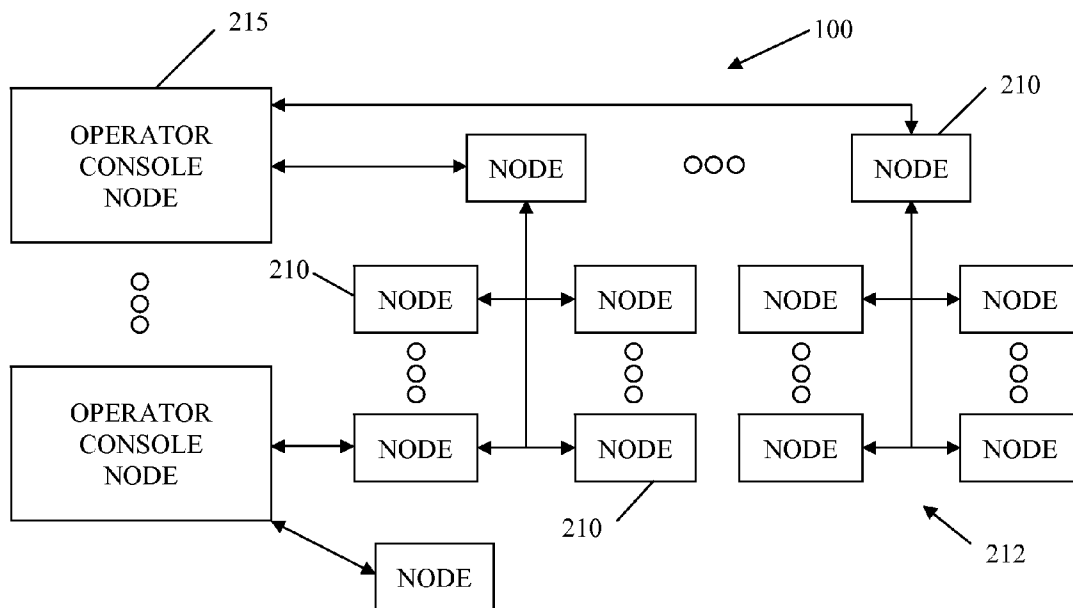 215
100
210
OPERATOR
CONSOLE
NODE
NODE
NODE
210
NODE
NODE
NODE
NODE
OPERATOR
CONSOLE
NODE
NODE
NODE
NODE
NODE
210
212
NODE